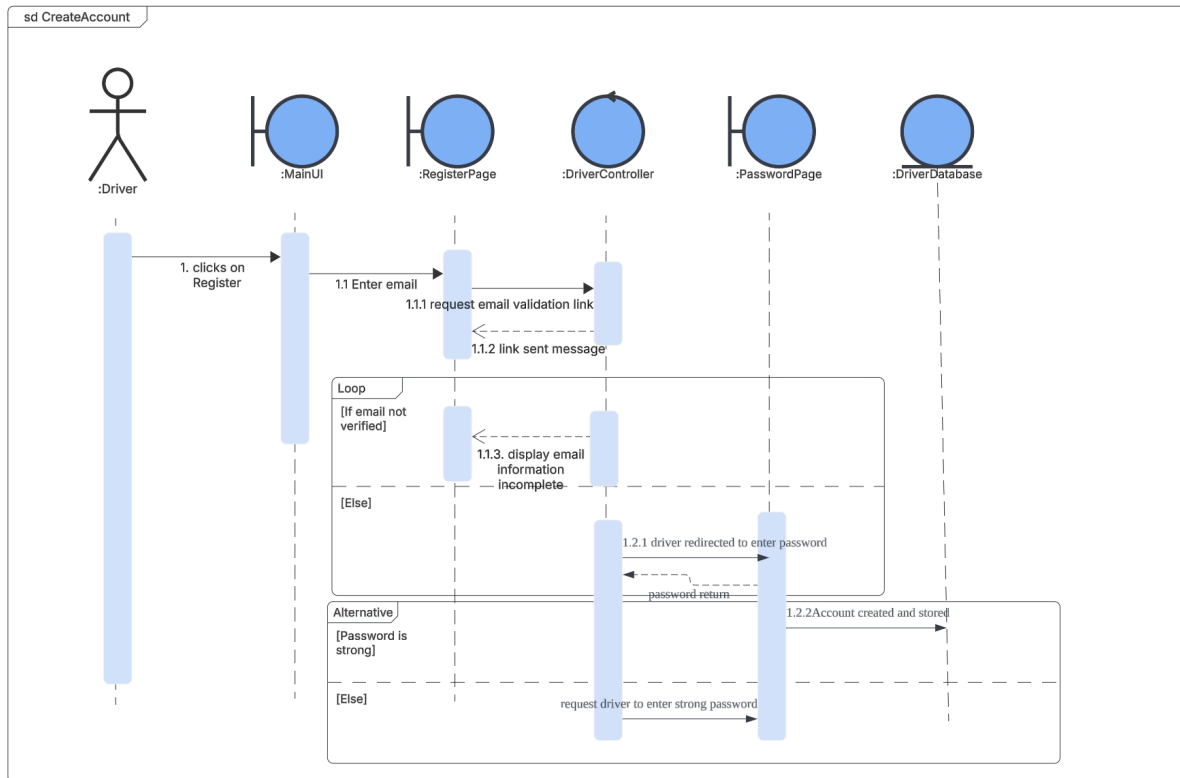 sd CreateAccount
:Driver
:MainUI
:RegisterPage
:DriverController
:PasswordPage
:DriverDatabase
1. clicks on
Register
1.1 Enter email
1.1.1 request email validation link
1.1.2 link sent message
Loop
[If email not
verified]
1.1.3. display email
information
incomplete
[Else]
1.2.1 driver redirected to enter password
password return
Alternative
1.2.2Account created and stored
[Password is
strong]
[Else]
request driver to enter strong password